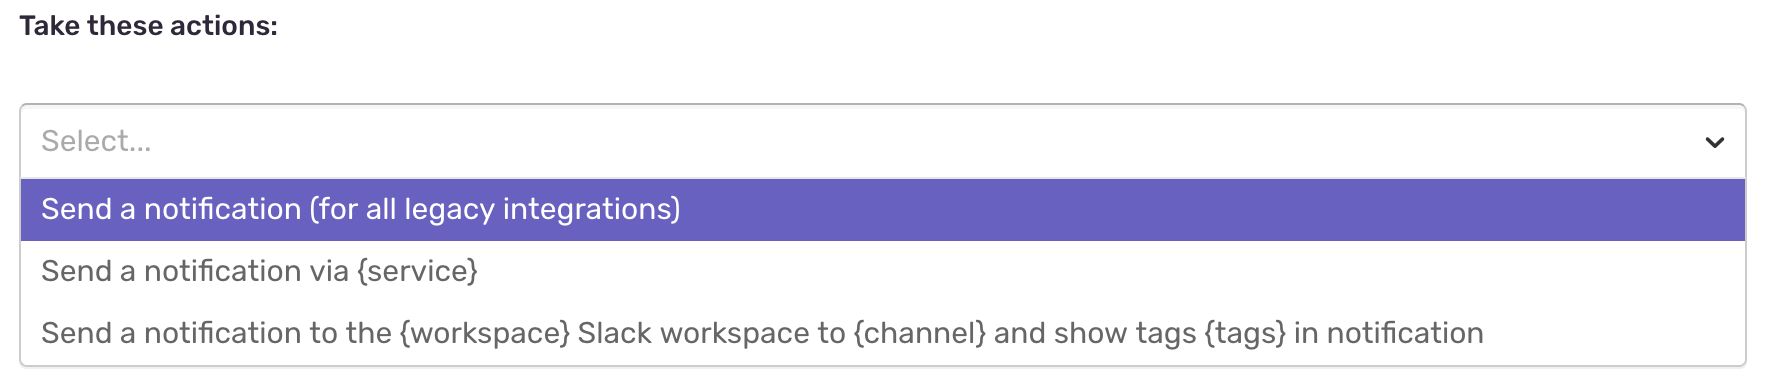 Take these actions:
Select...
Send a notification (for all legacy integrations)
Send a notification via {service}
Send a notification to the {workspace} Slack workspace to {channel} and show tags {tags} in notification